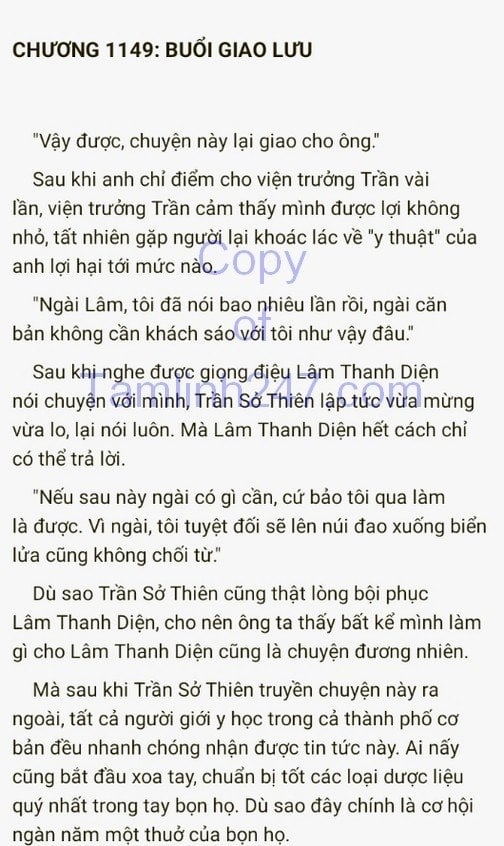 CHƯƠNG 1149: BUỔI GIAO LƯU
"Vậy được, chuyện này lại giao cho ông."
Sau khi anh chỉ điểm cho viện trưởng Trần vài
lần, viện trưởng Trần cảm thấy mình được lợi không
nhỏ, tất nhiên gặp người lại khoác lác về "y thuật" của
anh lợi hại tới mức nào.
Copy
"Ngài Lâm, tôi đã nói bao nhiêu lần rồi, ngài căn
bản không cần khách sáo với tôi như vậy đâu."
of
Sau khi nghe được giọng điệu Lâm Thanh Diện
nói chuyện với mình, Trần Sở Thiên lập tức vừa mừng
vừa lo, lại nói luôn. Mà Lâm Thanh Diện hết cách chỉ
có thể trả lời.
Tamlinh247.com
"Nếu sau này ngài có gì cần, cứ bảo tôi qua làm
là được. Vì ngài, tôi tuyệt đối sẽ lên núi đao xuống biển
lửa cũng không chối từ."
Dù sao Trần Sở Thiên cũng thật lòng bội phục
Lâm Thanh Diện, cho nên ông ta thấy bất kể mình làm
gì cho Lâm Thanh Diện cũng là chuyện đương nhiên.
Mà sau khi Trần Sở Thiên truyền chuyện này ra
ngoài, tất cả người giới y học trong cả thành phố cơ
bản đều nhanh chóng nhận được tin tức này. Ai nấy
cũng bắt đầu xoa tay, chuẩn bị tốt các loại dược liệu
quý nhất trong tay bọn họ. Dù sao đây chính là cơ hội
ngàn năm một thuở của bọn họ.